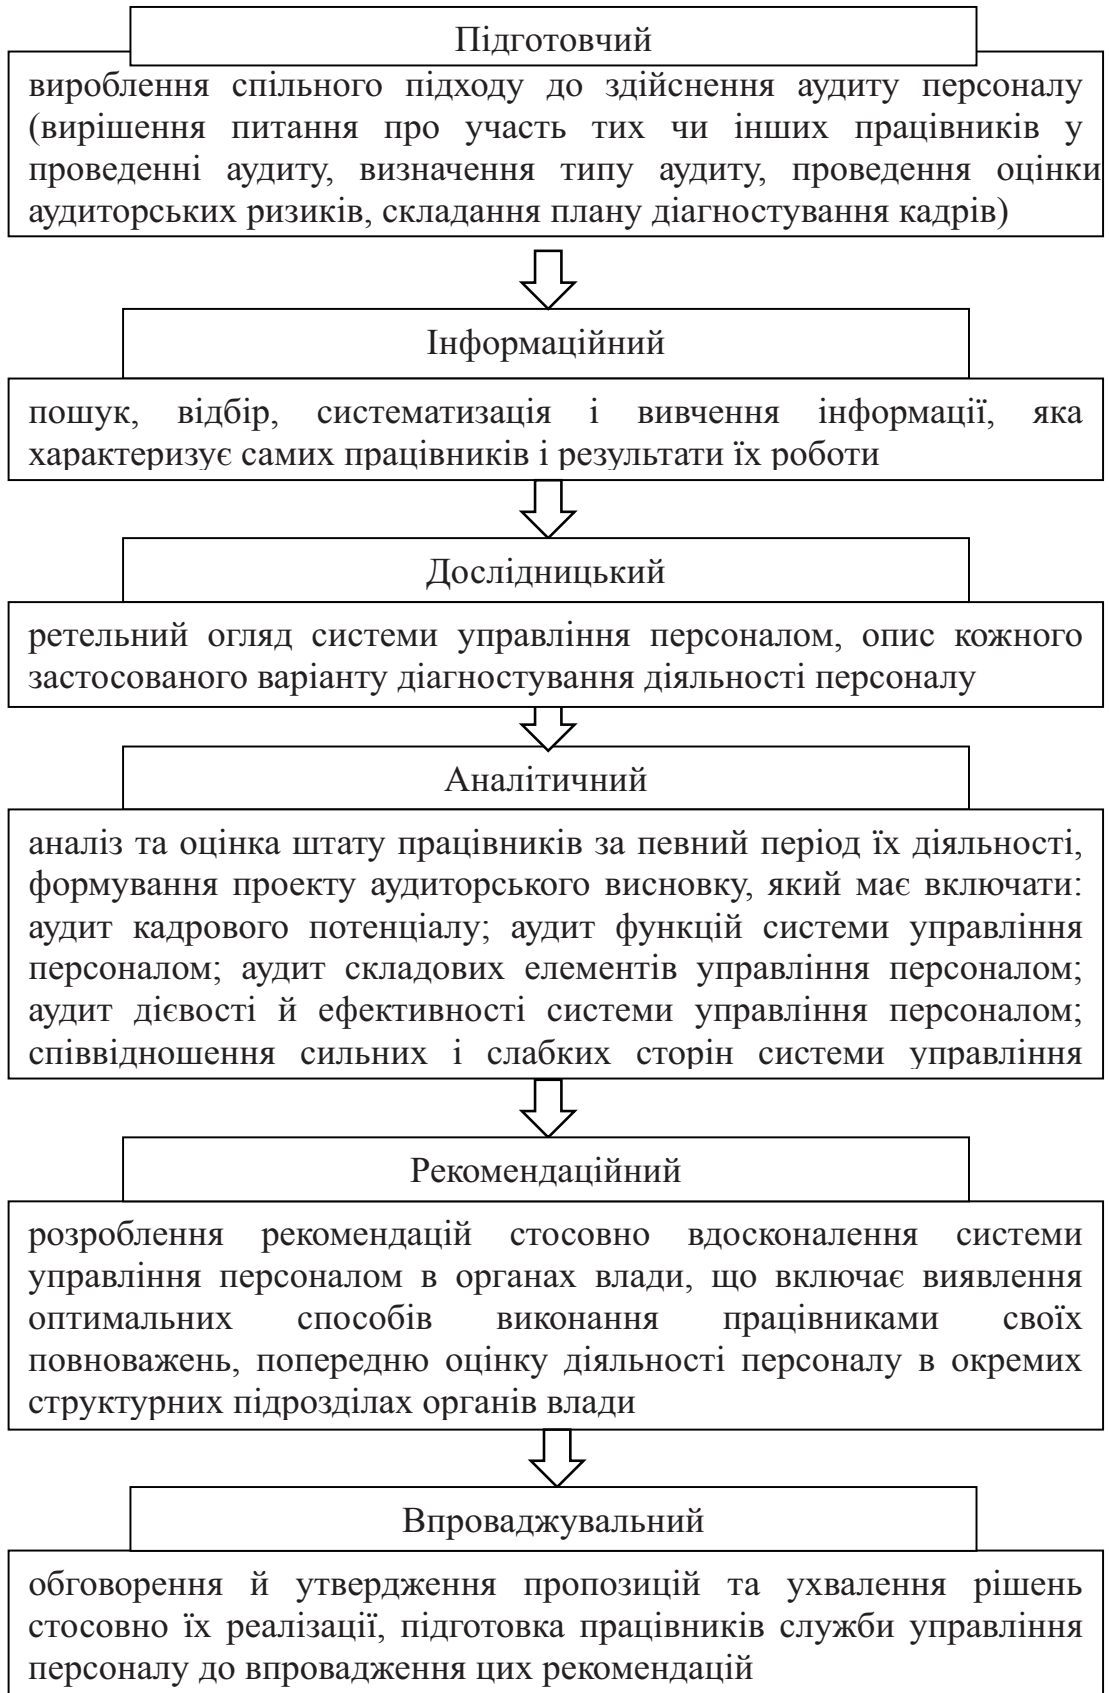 Підготовчий
вироблення спільного підходу до здійснення аудиту персоналу
(вирішення питання про участь тих чи інших працівників у
проведенні аудиту, визначення типу аудиту, проведення оцінки
аудиторських ризиків, складання плану діагностування кадрів)
Інформаційний
пошук, відбір, систематизація і вивчення інформації, яка
характеризує самих працівників і результати їх роботи
Дослідницький
ретельний огляд системи управління персоналом, опис кожного
застосованого варіанту діагностування діяльності персоналу
Аналітичний
аналіз та оцінка штату працівників за певний період їх діяльності,
формування проекту аудиторського висновку, який має включати:
аудит кадрового потенціалу; аудит функцій системи управління
персоналом; аудит складових елементів управління персоналом;
аудит дієвості й ефективності системи управління персоналом;
співвідношення сильних і слабких сторін системи управління
Рекомендаційний
розроблення рекомендацій стосовно вдосконалення системи
управління персоналом в органах влади, що включає виявлення
оптимальних способів виконання працівниками своїх
повноважень, попередню оцінку діяльності персоналу в окремих
структурних підрозділах органів влади
Впроваджувальний
обговорення й утвердження пропозицій та ухвалення рішень
стосовно їх реалізації, підготовка працівників служби управління
персоналу до впровадження цих рекомендацій